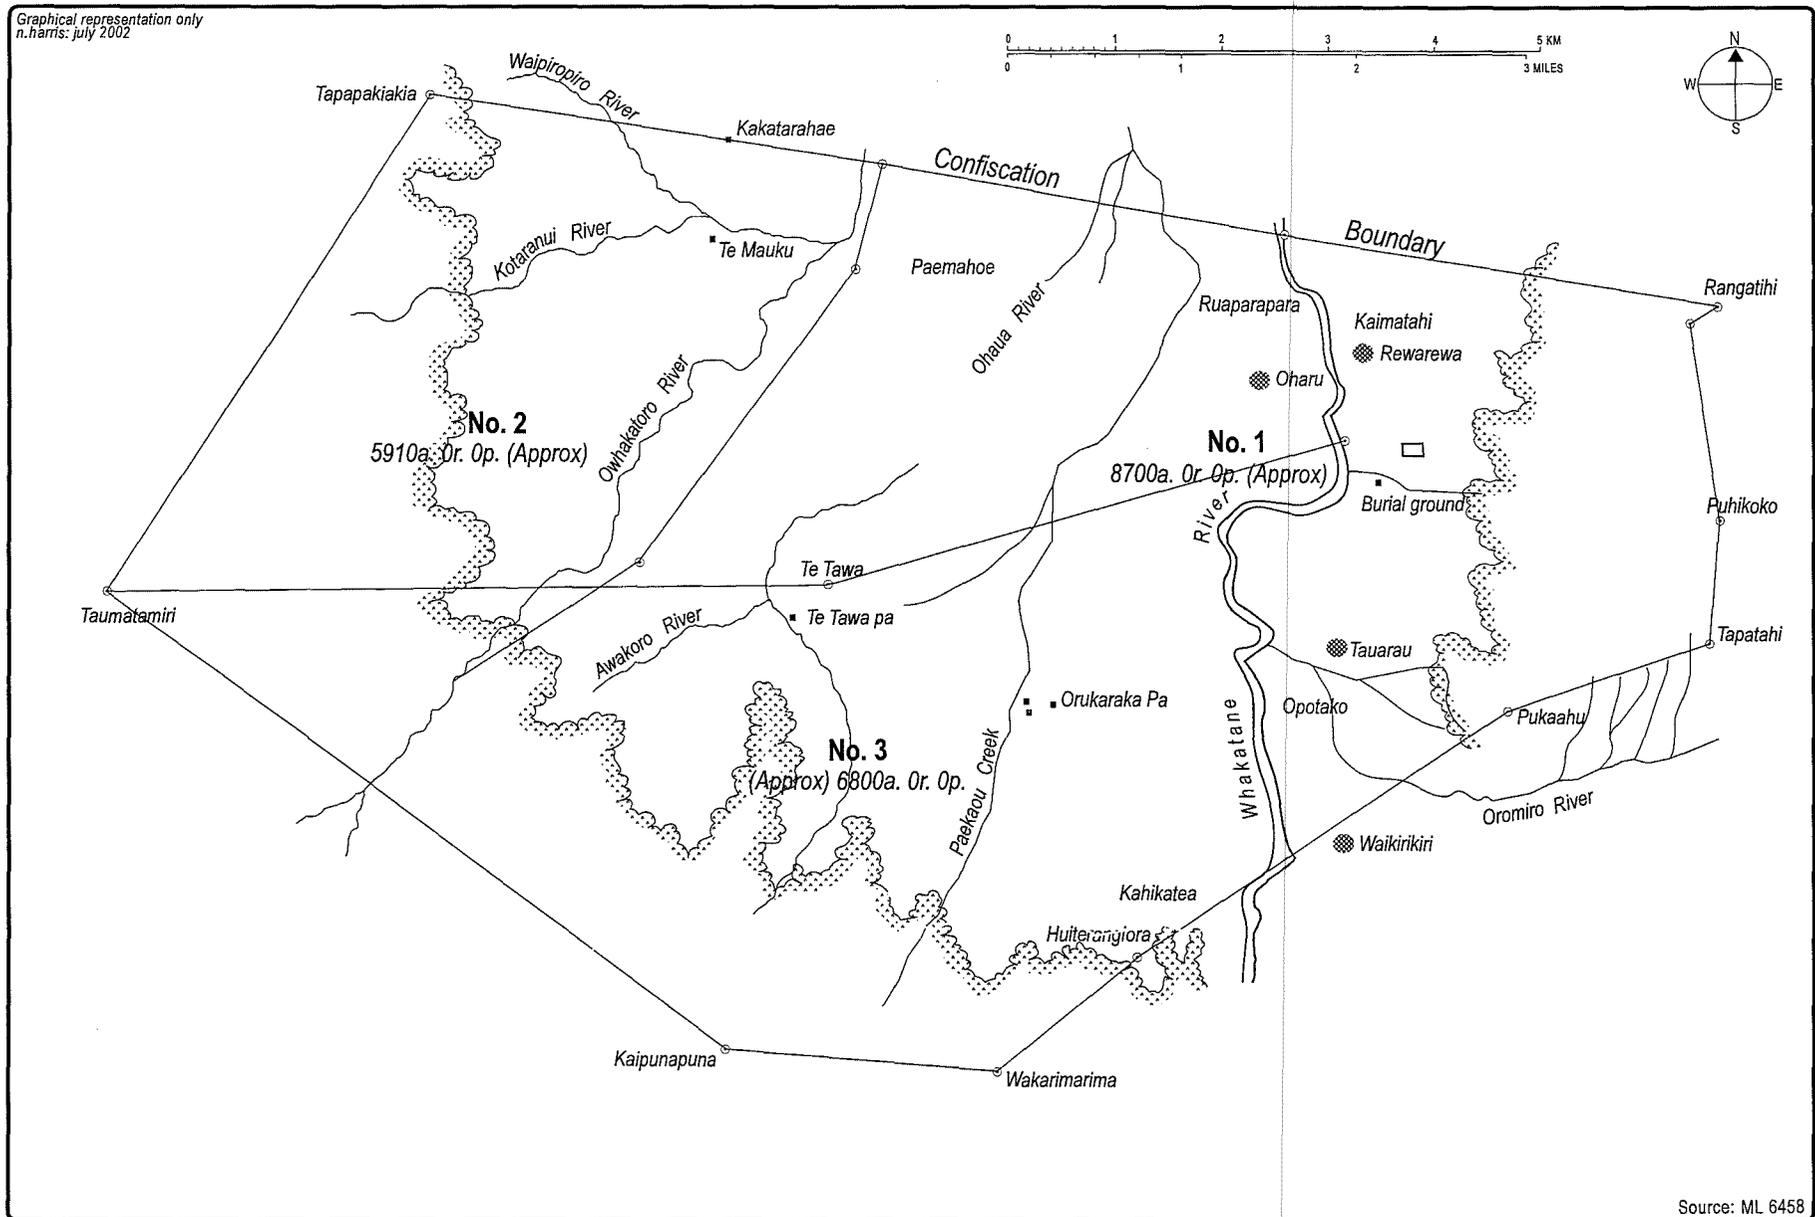 Graphical representation only
n.harris: july 2002
0 1 2 3 4 5 KM
0 1 2 3 MILES
N
W E
S
Waipiropiro River
Tapapakiakia
Kakatarahae
Confiscation Boundary
Kotaranui River
Te Mauku
Paemahoe
Rangatihi
Ruaparapara
Kaimatahi
Rewarewa
Ohaua River
Oharu
No. 2
5910a. 0r. 0p. (Approx)
Owhakatoro River
No. 1
8700a. 0r. 0p. (Approx)
Burial ground
Puhikoko
Whakatane River
Te Tawa
Taumatamiri
Te Tawa pa
Awakoro River
Tauarau
Tapatahi
Orukaraka Pa
Opotako
Pukaahu
No. 3
(Approx) 6800a. 0r. 0p.
Paekaou Creek
Oromiro River
Waikirikiri
Kahikatea
Huiterangiora
Kaipunapuna
Wakarimarima
Source: ML 6458